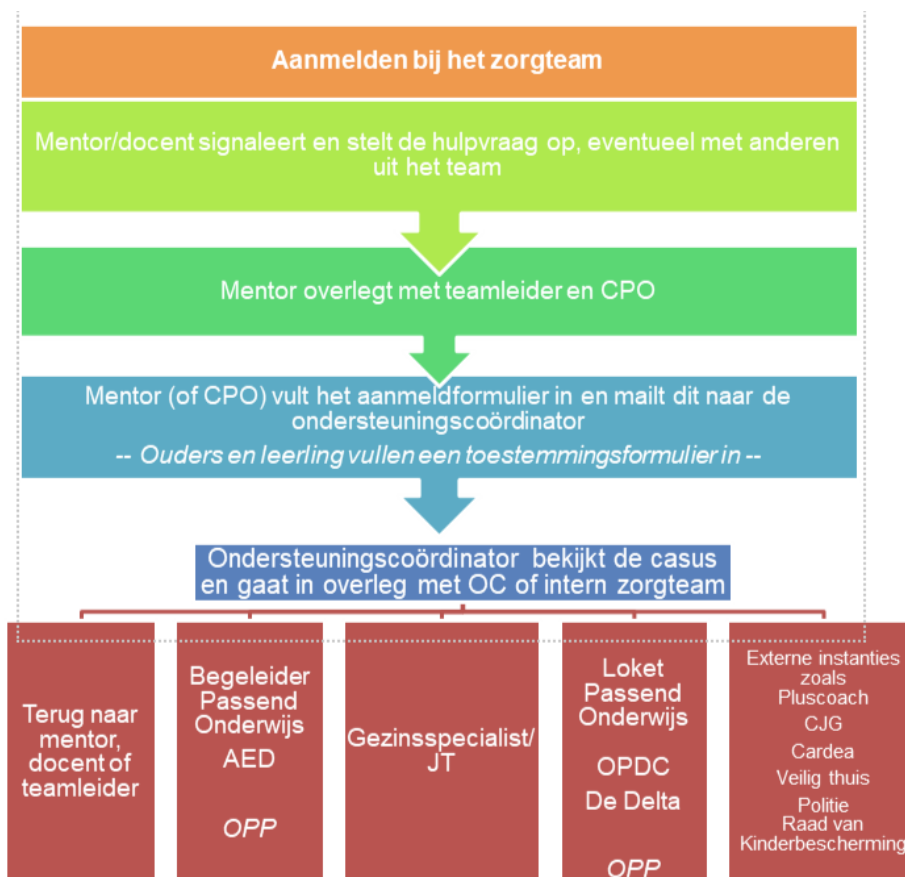 Aanmelden bij het zorgteam
Mentor/docent signaleert en stelt de hulpvraag op, eventueel met anderen
uit het team
Mentor overlegt met teamleider en CPO
Mentor (of CPO) vult het aanmeldformulier in en mailt dit naar de
ondersteuningscoördinator
-- Ouders en leerling vullen een toestemmingsformulier in --
Ondersteuningscoördinator bekijkt de casus
en gaat in overleg met OC of intern zorgteam
Terug naar
mentor,
docent of
teamleider
Begeleider
Passend
Onderwijs
AED
OPP
Gezinsspecialist/
JT
Loket
Passend
Onderwijs
OPDC
De Delta
OPP
Externe instanties
zoals
Pluscoach
CJG
Cardea
Veilig thuis
Politie
Raad van
Kinderbescherming